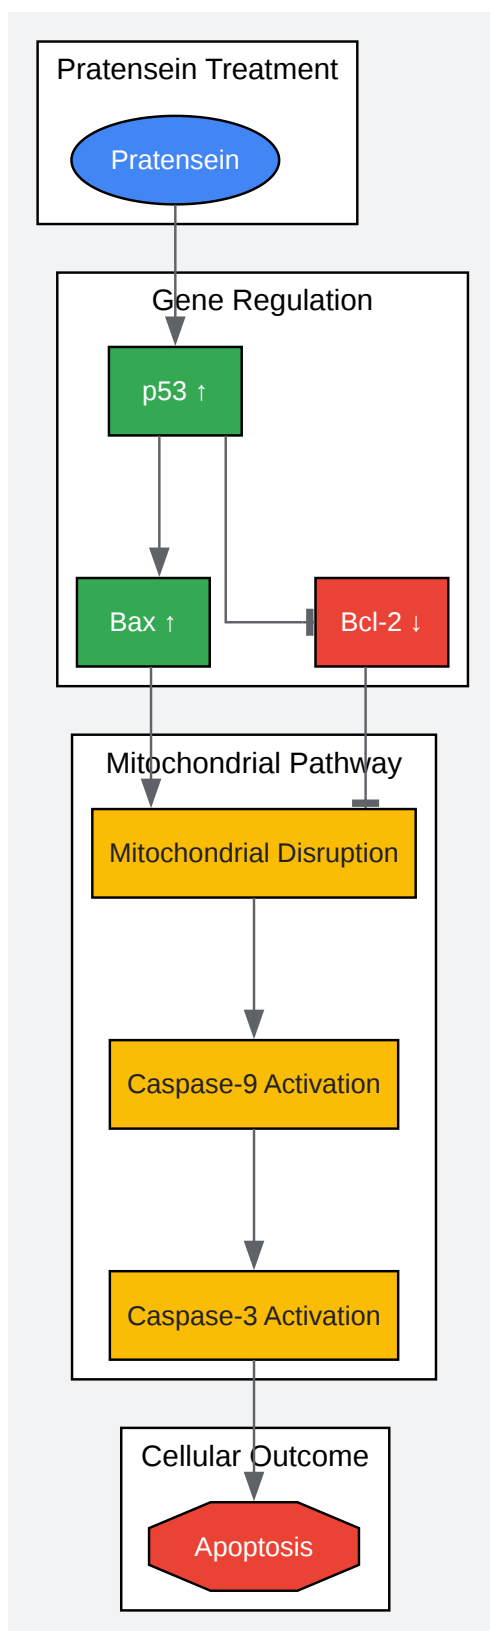 Pratensein Treatment
Pratensein
Gene Regulation
p53 ↑
Bax ↑
Bcl-2 ↓
Mitochondrial Pathway
Mitochondrial Disruption
Caspase-9 Activation
Caspase-3 Activation
Cellular Outcome
Apoptosis